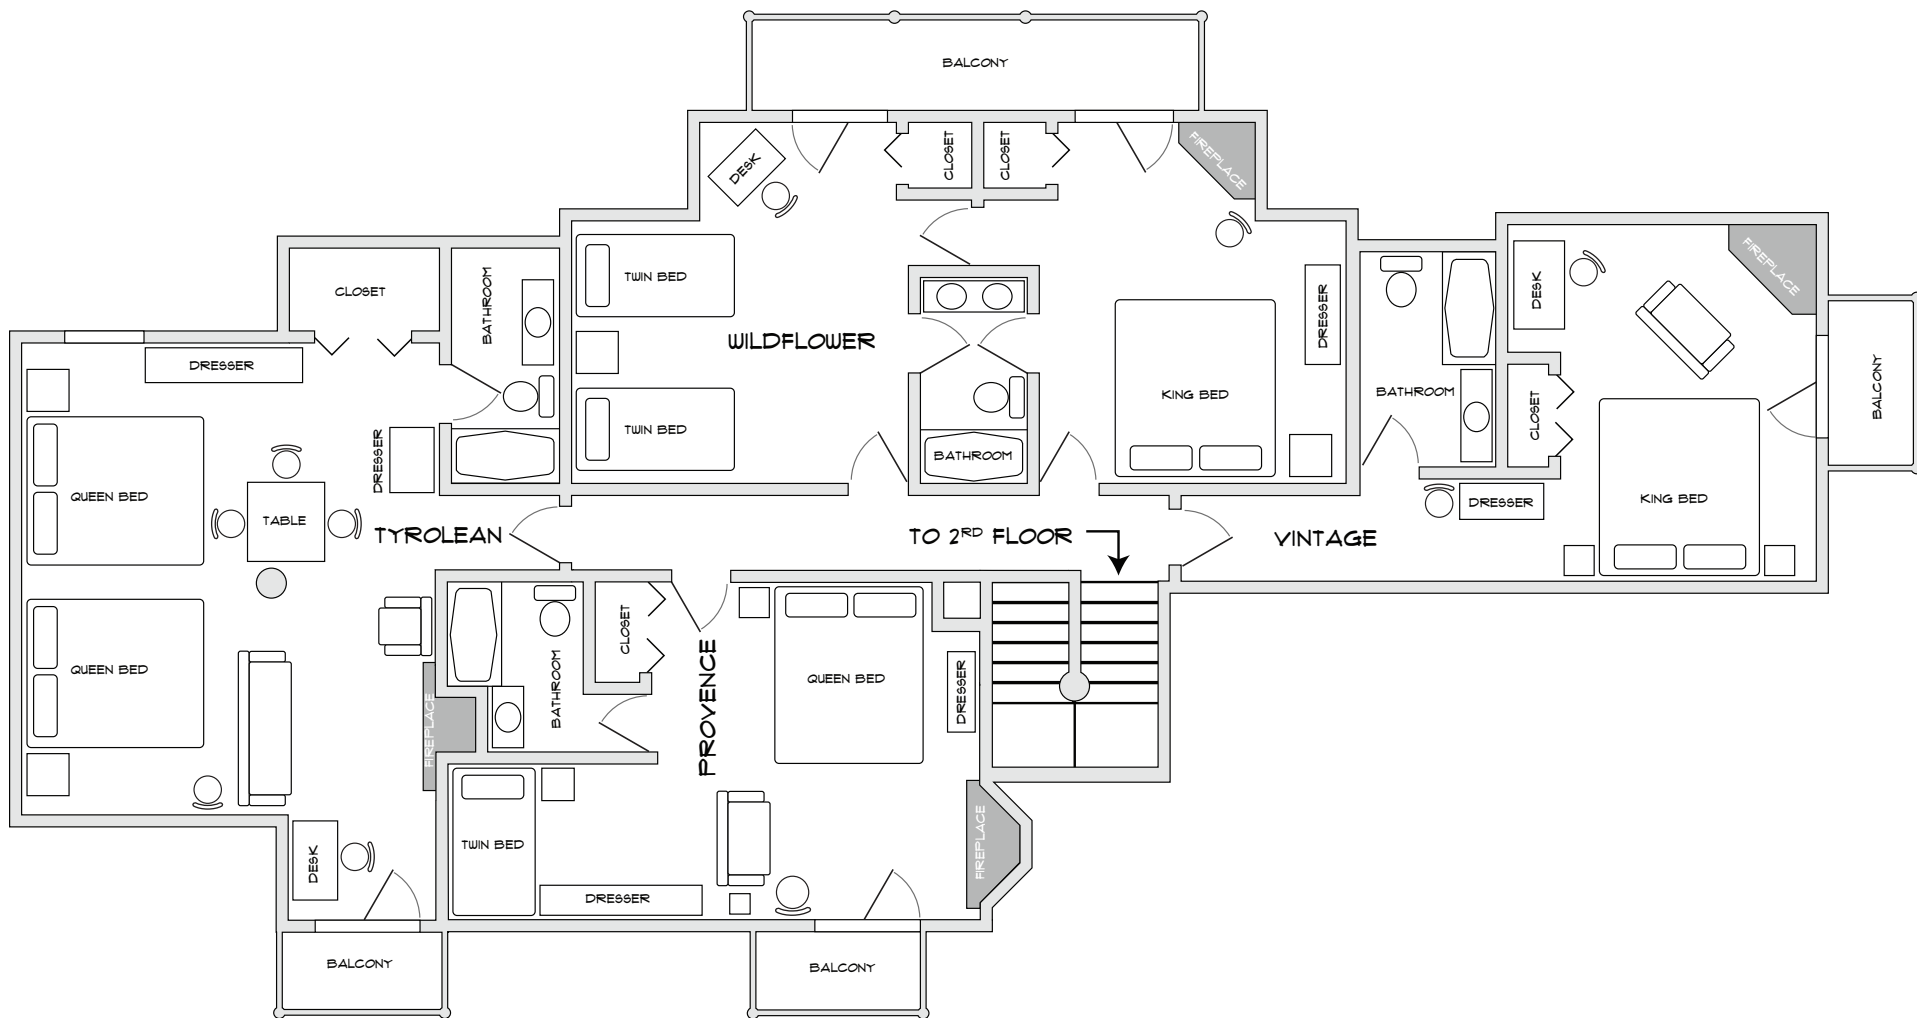 BALCONY
DESK
CLOSET
CLOSET
FIREPLACE
TWIN BED
WILDFLOWER
TWIN BED
BATHROOM
KING BED
DRESSER
BATHROOM
DESK
FIREPLACE
CLOSET
BALCONY
KING BED
DRESSER
VINTAGE
CLOSET
BATHROOM
DRESSER
DRESSER
QUEEN BED
TABLE
TYROLEAN
TO 2RD FLOOR
QUEEN BED
FIREPLACE
DESK
BALCONY
BATHROOM
CLOSET
PROVENCE
QUEEN BED
DRESSER
TWIN BED
DRESSER
FIREPLACE
BALCONY